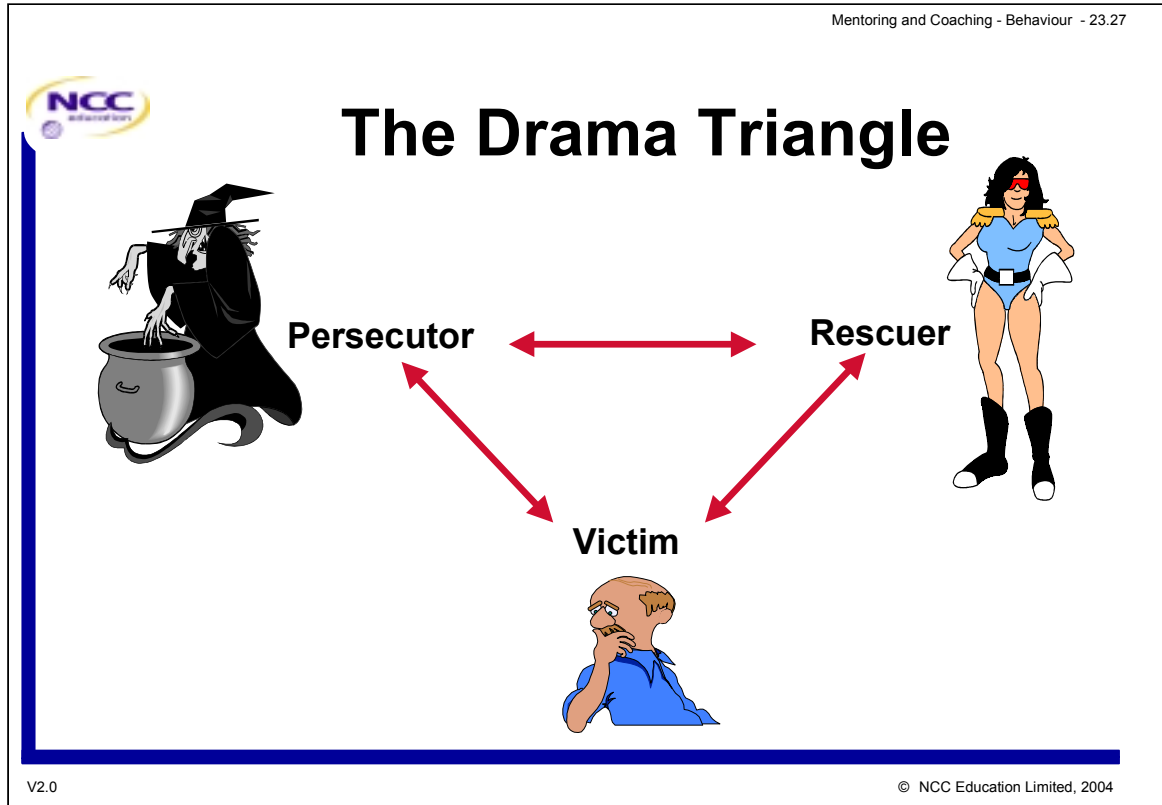 Mentoring and Coaching - Behaviour - 23.27
NCC
education
The Drama Triangle
Persecutor
Rescuer
Victim
V2.0
© NCC Education Limited, 2004